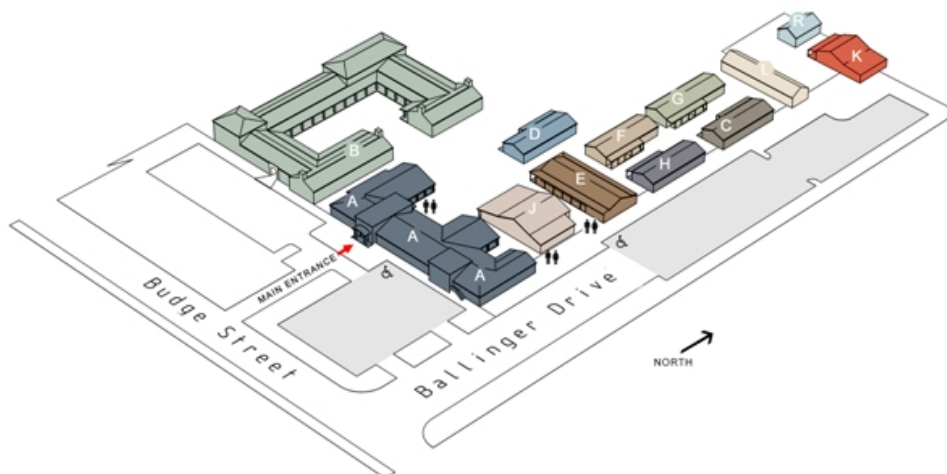 R
K
L
G
C
D
F
H
B
E
A
J
A
A
MAIN ENTRANCE
Budge Street
Ballinger Drive
NORTH